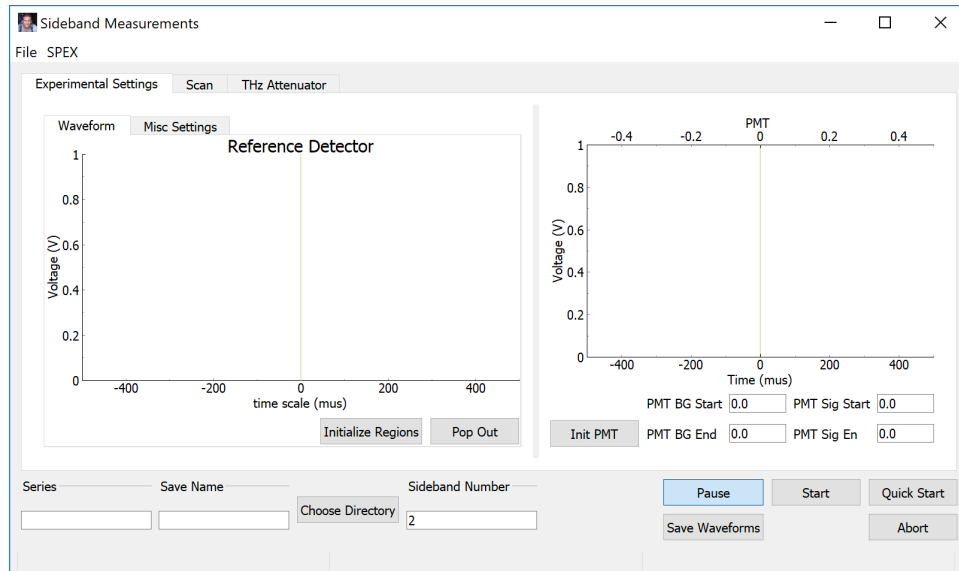 Sideband Measurements
File SPEX
Experimental Settings Scan THz Attenuator
Waveform Misc Settings
Reference Detector
1
0.8
0.6
0.4
0.2
0
Voltage (V)
-400 -200 0 200 400
time scale (mus)
Initialize Regions Pop Out
PMT
-0.4 -0.2 0 0.2 0.4
1
0.8
0.6
0.4
0.2
0
Voltage (V)
-400 -200 0 200 400
Time (mus)
PMT BG Start 0.0 PMT Sig Start 0.0
Init PMT PMT BG End 0.0 PMT Sig En 0.0
Series Save Name Sideband Number
Choose Directory 2
Pause Start Quick Start
Save Waveforms Abort